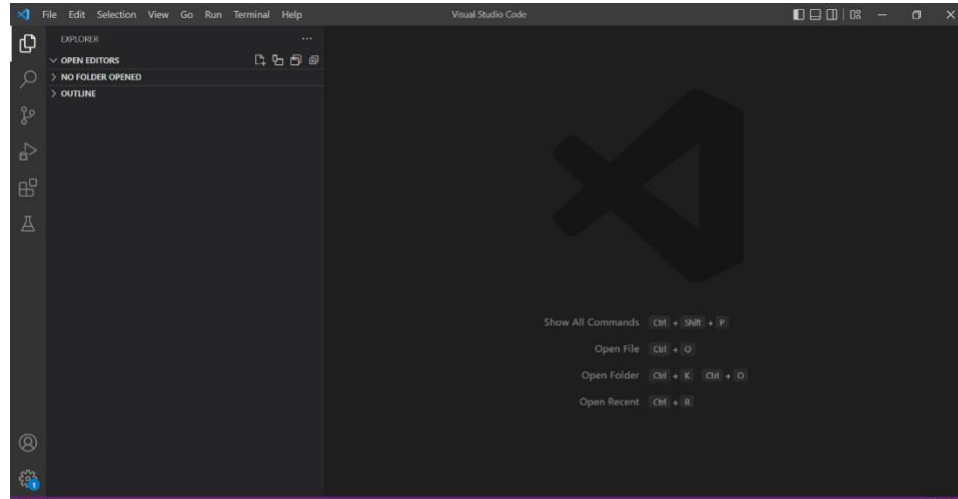 File Edit Selection View Go Run Terminal Help Visual Studio Code
EXPLORER ...
OPEN EDITORS
NO FOLDER OPENED
OUTLINE
Show All Commands Ctrl + Shift + P
Open File Ctrl + O
Open Folder Ctrl + K Ctrl + O
Open Recent Ctrl + R
1